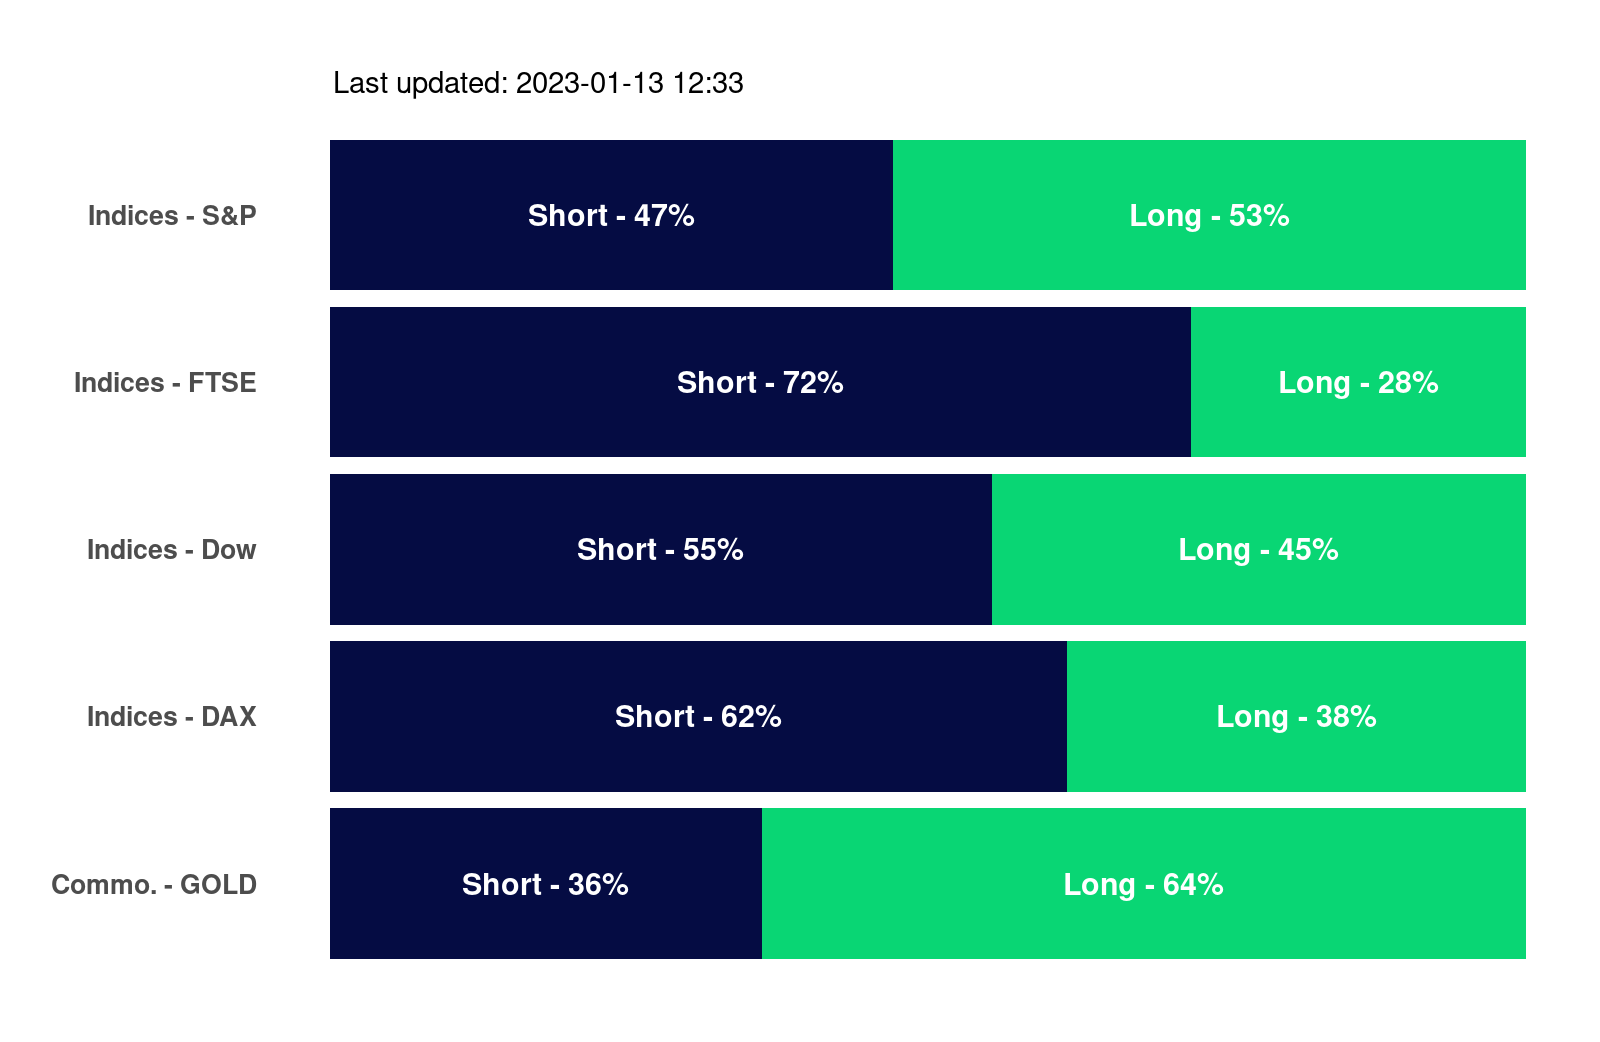 Last updated: 2023-01-13 12:33
Indices - S&P Short - 47% Long - 53%
Indices - FTSE Short - 72% Long - 28%
Indices - Dow Short - 55% Long - 45%
Indices - DAX Short - 62% Long - 38%
Commo. - GOLD Short - 36% Long - 64%